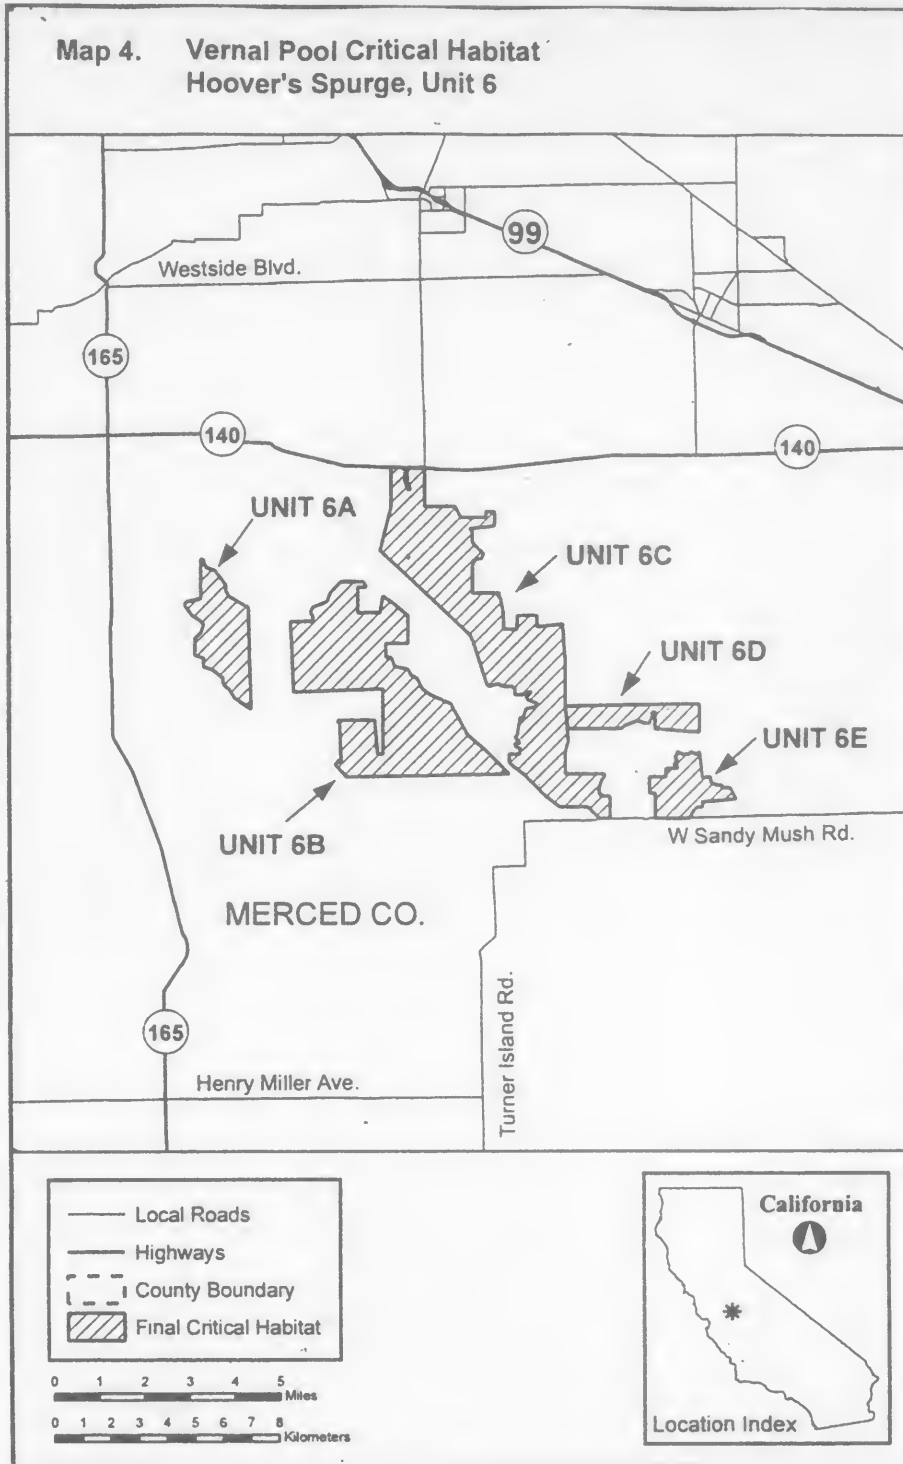 Map 4. Vernal Pool Critical Habitat
Hoover's Spurge, Unit 6
99
Westside Blvd.
165
140
140
UNIT 6A
UNIT 6C
UNIT 6D
UNIT 6E
UNIT 6B
W Sandy Mush Rd.
MERCED CO.
Turner Island Rd.
165
Henry Miller Ave.
Local Roads
Highways
County Boundary
Final Critical Habitat
0 1 2 3 4 5
Miles
0 1 2 3 4 5 6 7 8
Kilometers
California
Location Index